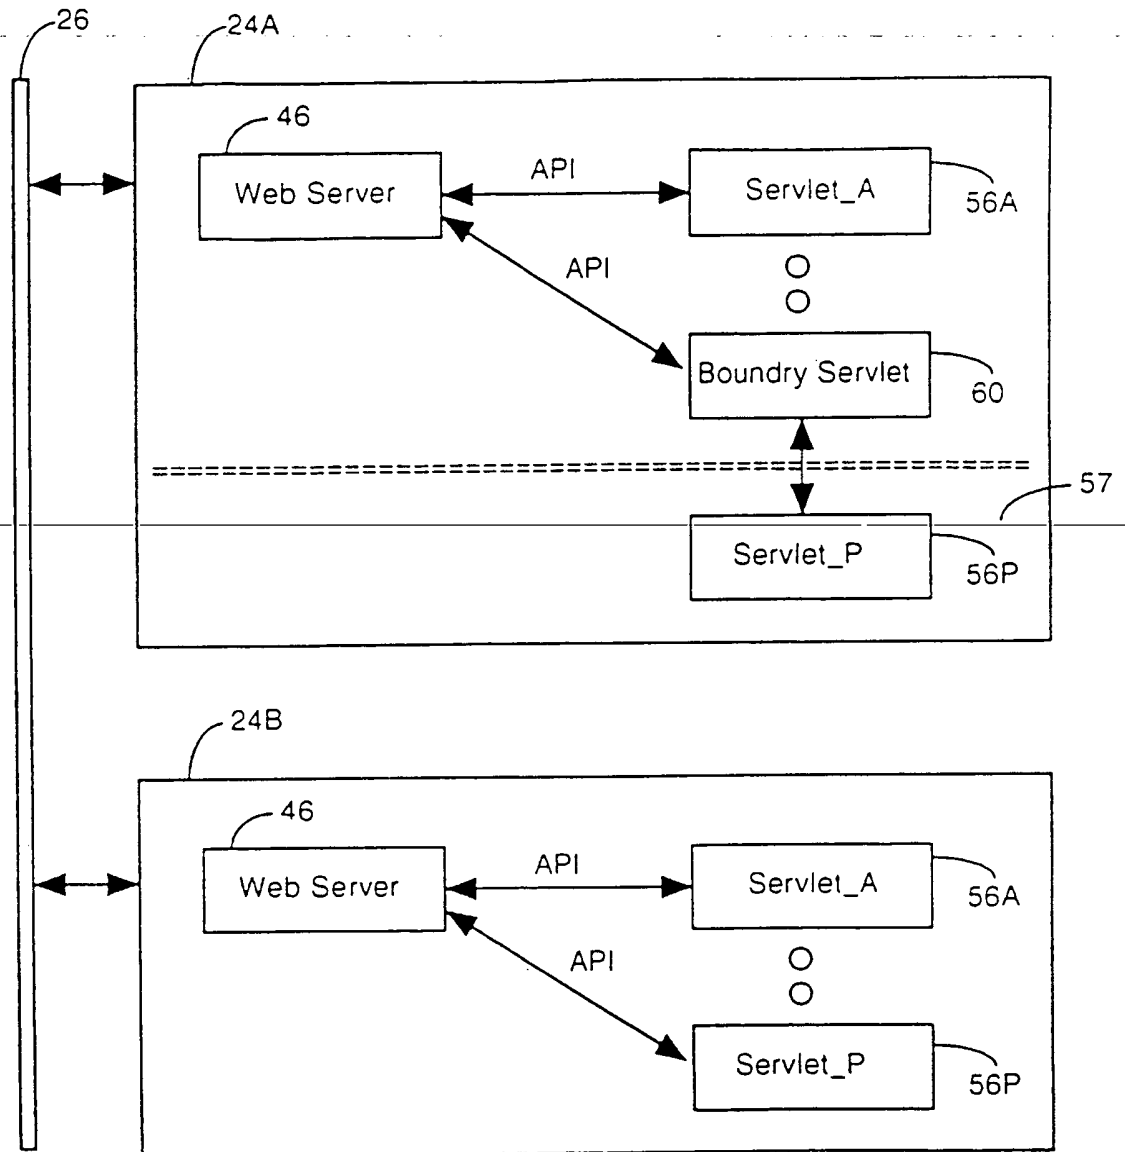 26
24A
46
Web Server
API
Servlet_A
56A
API
Boundry Servlet
60
57
Servlet_P
56P
24B
46
Web Server
API
Servlet_A
56A
API
Servlet_P
56P